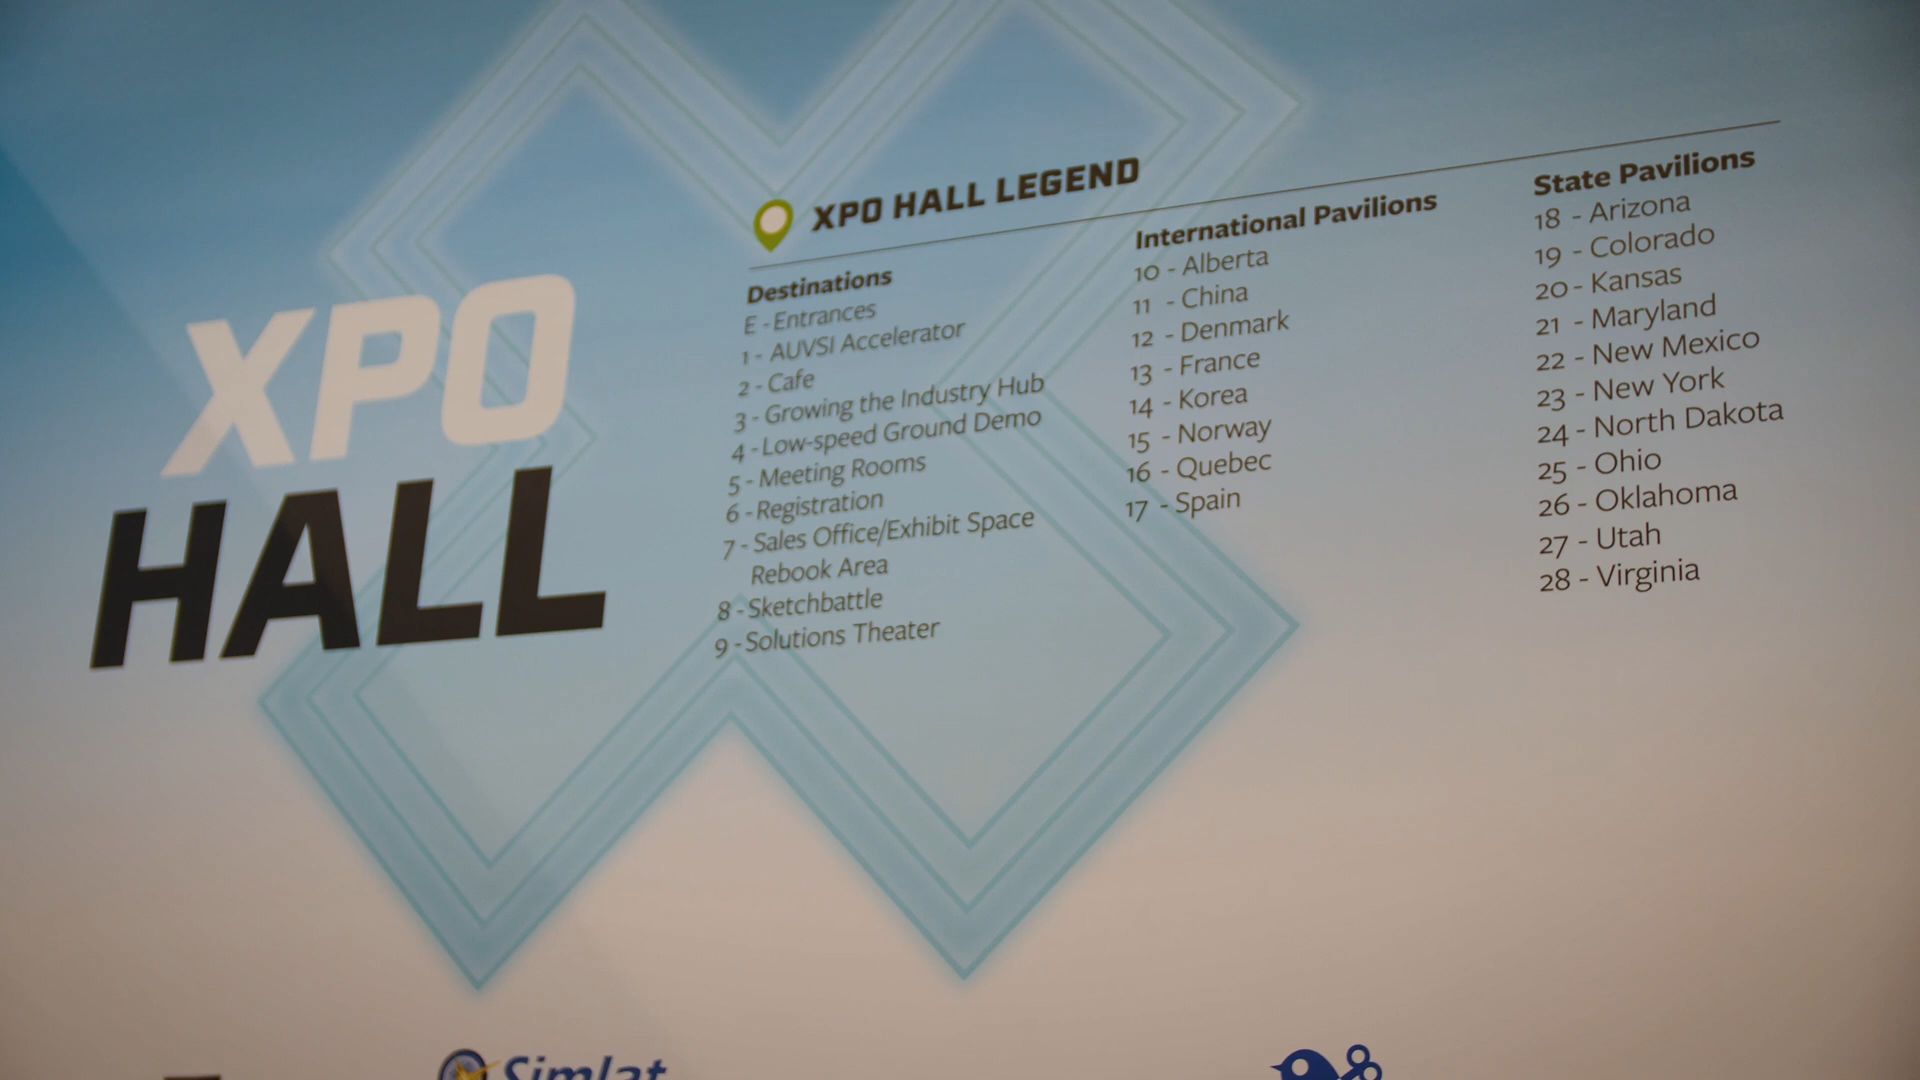 XPO
HALL
XPO HALL LEGEND
Destinations
E - Entrances
1 - AUVSI Accelerator
2 - Cafe
3 - Growing the Industry Hub
4 - Low-speed Ground Demo
5 - Meeting Rooms
6 - Registration
7 - Sales Office/Exhibit Space
Rebook Area
8 - Sketchbattle
9 - Solutions Theater
International Pavilions
10 - Alberta
11 - China
12 - Denmark
13 - France
14 - Korea
15 - Norway
16 - Quebec
17 - Spain
State Pavilions
18 - Arizona
19 - Colorado
20 - Kansas
21 - Maryland
22 - New Mexico
23 - New York
24 - North Dakota
25 - Ohio
26 - Oklahoma
27 - Utah
28 - Virginia
Simlat